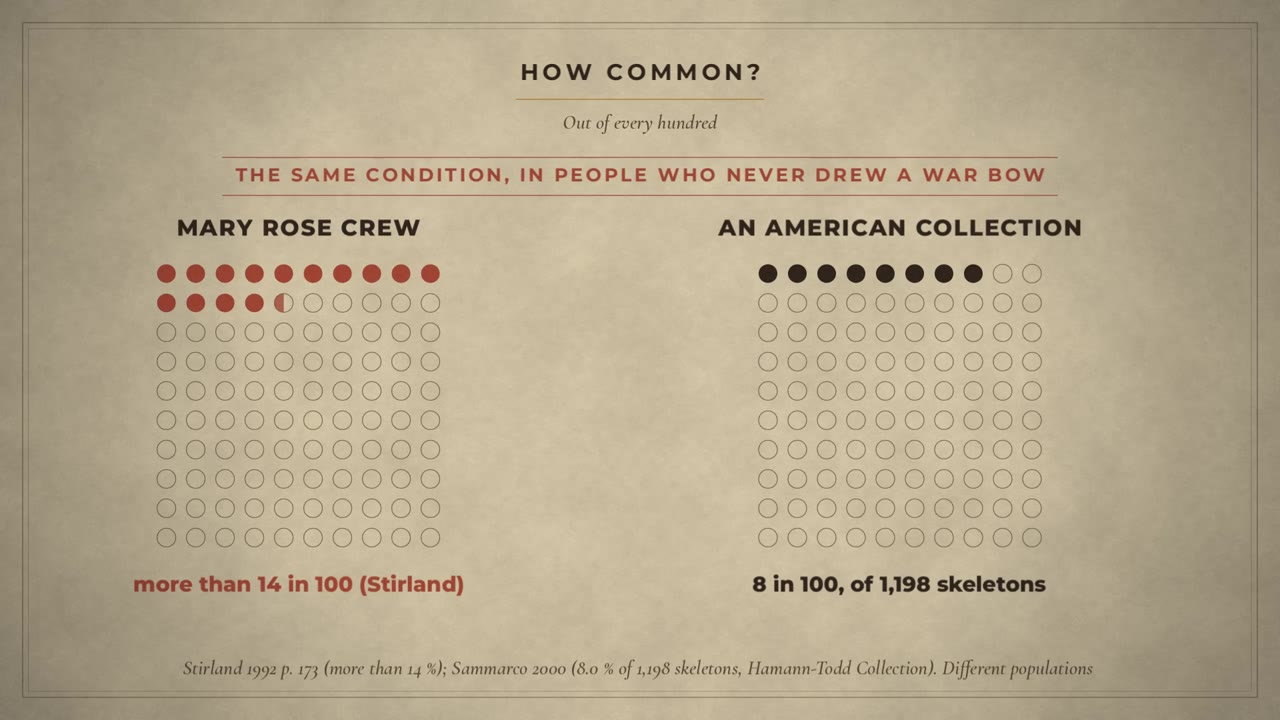 HOW COMMON?
Out of every hundred
THE SAME CONDITION, IN PEOPLE WHO NEVER DREW A WAR BOW
MARY ROSE CREW
AN AMERICAN COLLECTION
more than 14 in 100 (Stirland)
8 in 100, of 1,198 skeletons
Stirland 1992 p. 173 (more than 14 %); Sammarco 2000 (8.0 % of 1,198 skeletons, Hamann-Todd Collection). Different populations